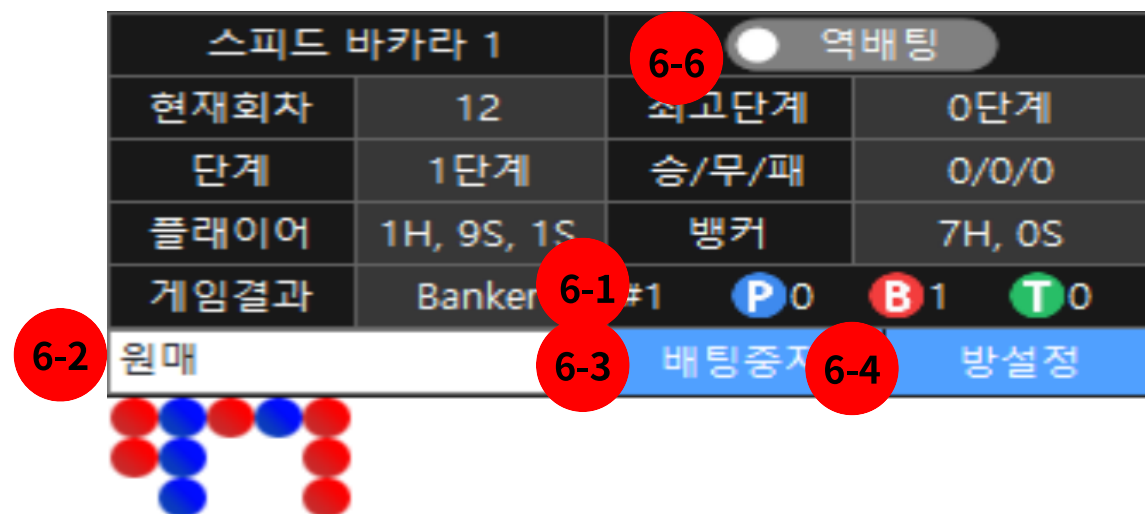 스피드 바카라 1 6-6 역배팅
현재회차 12 최고단계 0단계
단계 1단계 승/무/패 0/0/0
플래이어 1H, 9S, 1S 뱅커 7H, 0S
게임결과 Banker 6-1 #1 P 0 B 1 T 0
6-2 원매 6-3 배팅중지 6-4 방설정